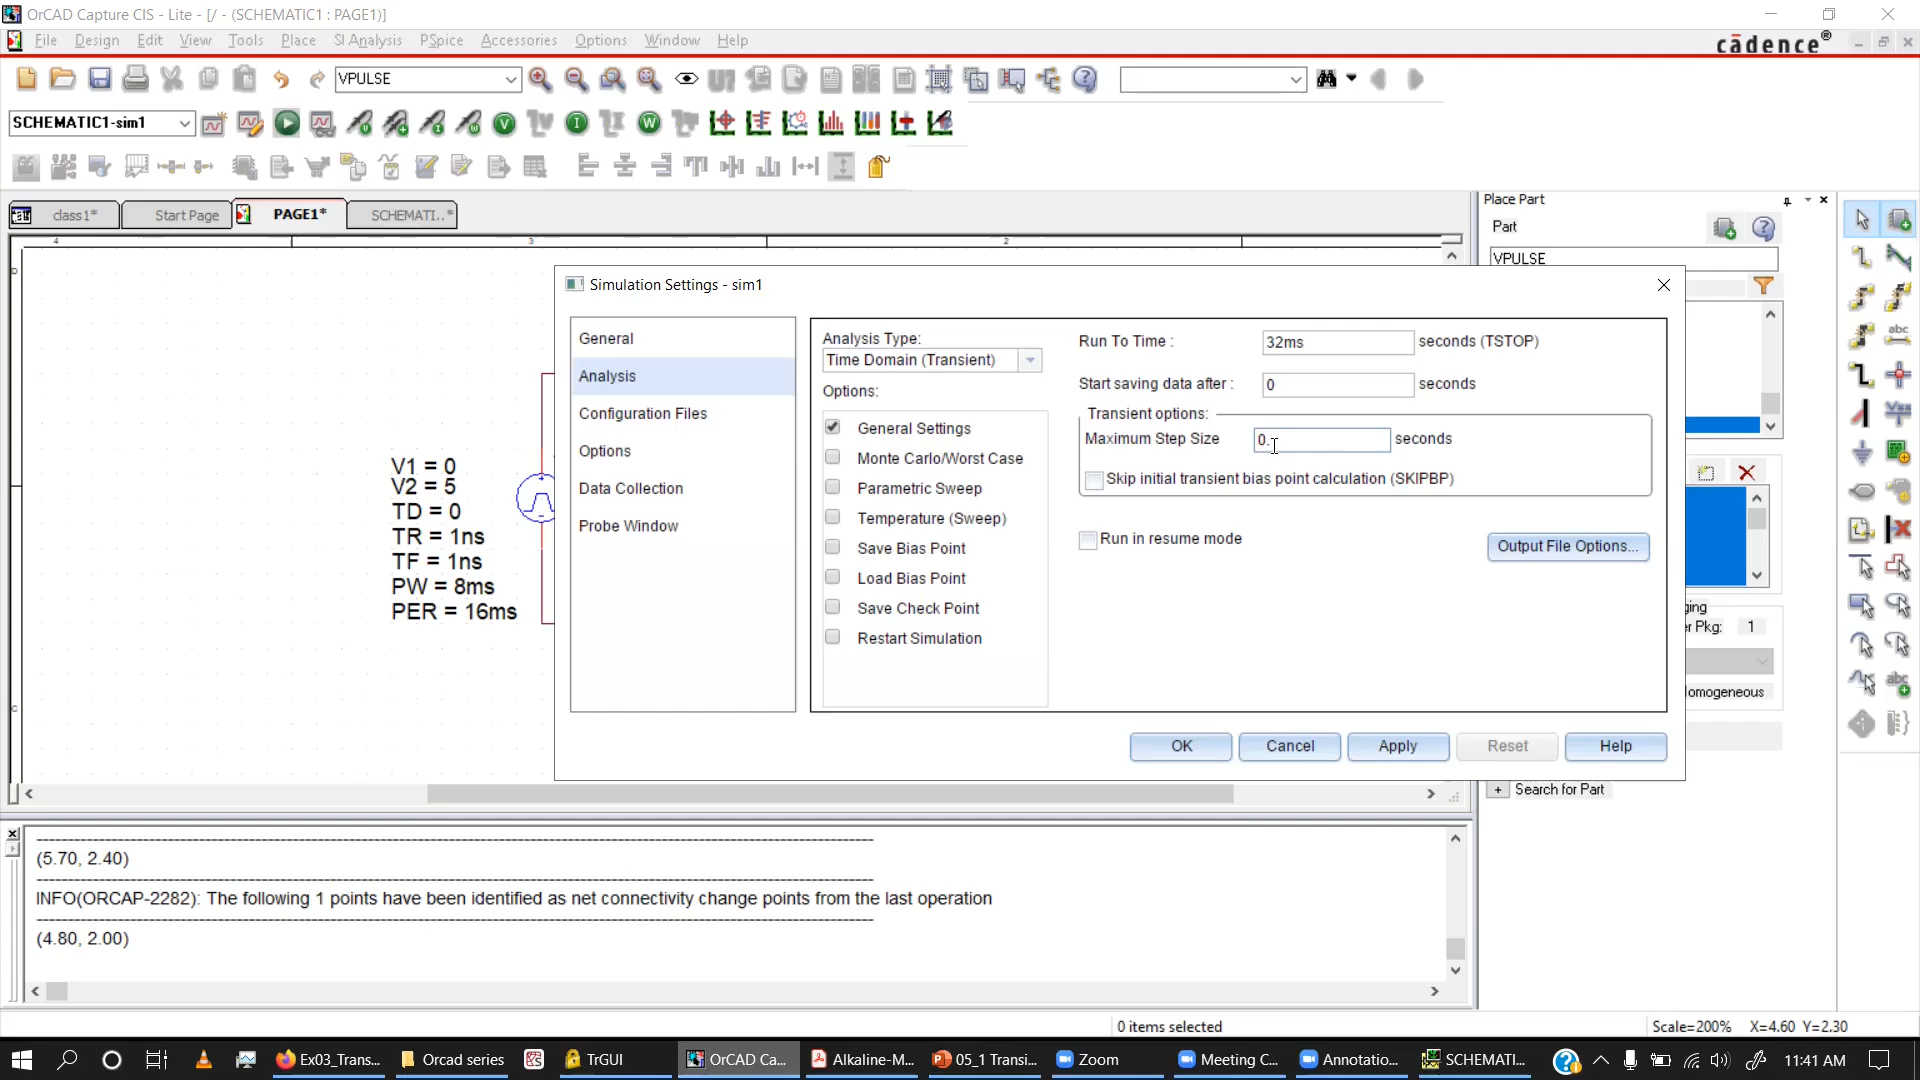 OrCAD Capture CIS - Lite - [/ - (SCHEMATIC1 : PAGE1)]
File Design Edit View Tools Place SI Analysis PSpice Accessories Options Window Help
cādence®
VPULSE
SCHEMATIC1-sim1
class1* Start Page PAGE1* SCHEMATI..*
4 3 2
D
C
V1 = 0
V2 = 5
TD = 0
TR = 1ns
TF = 1ns
PW = 8ms
PER = 16ms
Simulation Settings - sim1
General
Analysis
Configuration Files
Options
Data Collection
Probe Window
Analysis Type:
Time Domain (Transient)
Options:
General Settings
Monte Carlo/Worst Case
Parametric Sweep
Temperature (Sweep)
Save Bias Point
Load Bias Point
Save Check Point
Restart Simulation
Run To Time : 32ms seconds (TSTOP)
Start saving data after : 0 seconds
Transient options:
Maximum Step Size 0. seconds
Skip initial transient bias point calculation (SKIPBP)
Run in resume mode
Output File Options...
OK Cancel Apply Reset Help
Place Part
Part
VPULSE
ging
er Pkg: 1
omogeneous
+ Search for Part
abc
abc
(5.70, 2.40)
INFO(ORCAP-2282): The following 1 points have been identified as net connectivity change points from the last operation
(4.80, 2.00)
0 items selected Scale=200% X=4.60 Y=2.30
Ex03_Trans... Orcad series TrGUI OrCAD Ca... Alkaline-M... 05_1 Transi... Zoom Meeting C... Annotatio... SCHEMATI... 11:41 AM